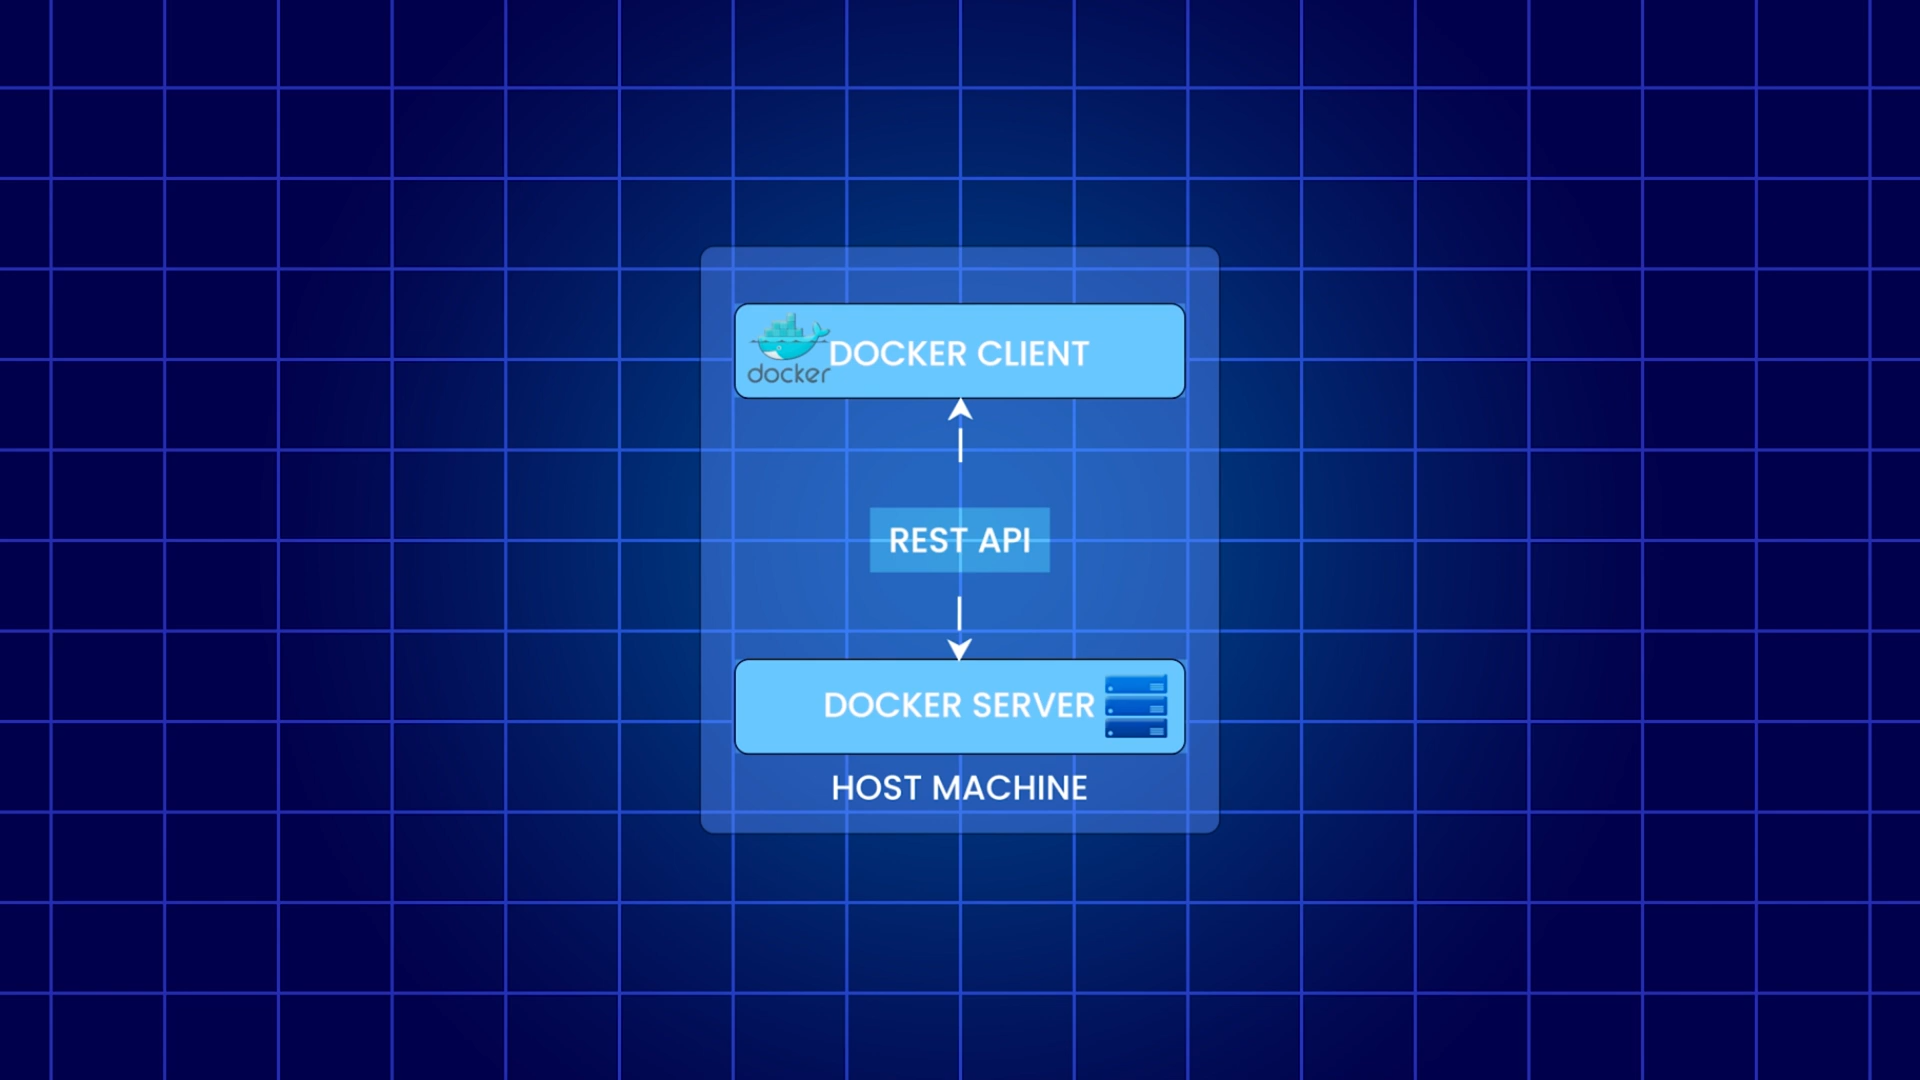 docker
DOCKER CLIENT
REST API
DOCKER SERVER
HOST MACHINE